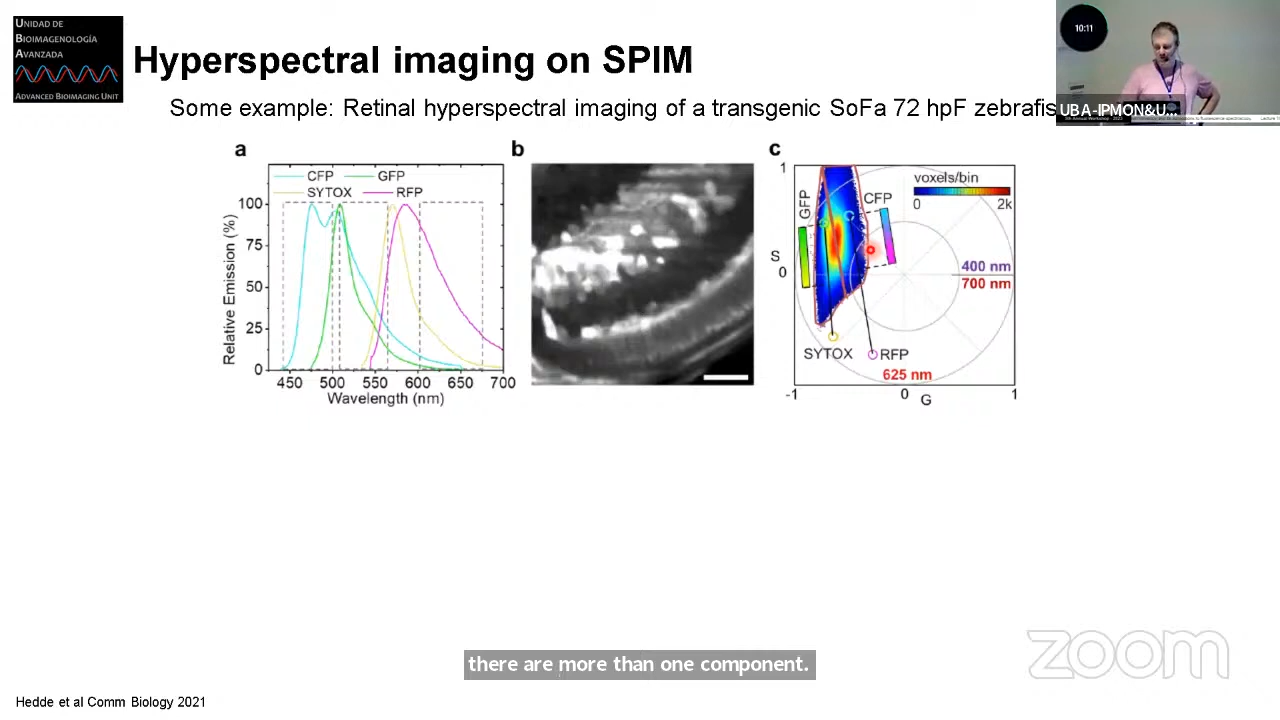 UNIDAD DE
BIOIMAGENOLOGÍA
AVANZADA
ADVANCED BIOIMAGING UNIT
Hyperspectral imaging on SPIM
Some example: Retinal hyperspectral imaging of a transgenic SoFa 72 hpF zebrafis
10:11
UBA-IPMON&U...
a
CFP
GFP
SYTOX
RFP
Relative Emission (%)
100
75
50
25
0
450 500 550 600 650 700
Wavelength (nm)
b
c
1
S
0
-1
0
1
G
GFP
CFP
voxels/bin
0 2k
400 nm
700 nm
SYTOX
RFP
625 nm
there are more than one component.
zoom
Hedde et al Comm Biology 2021